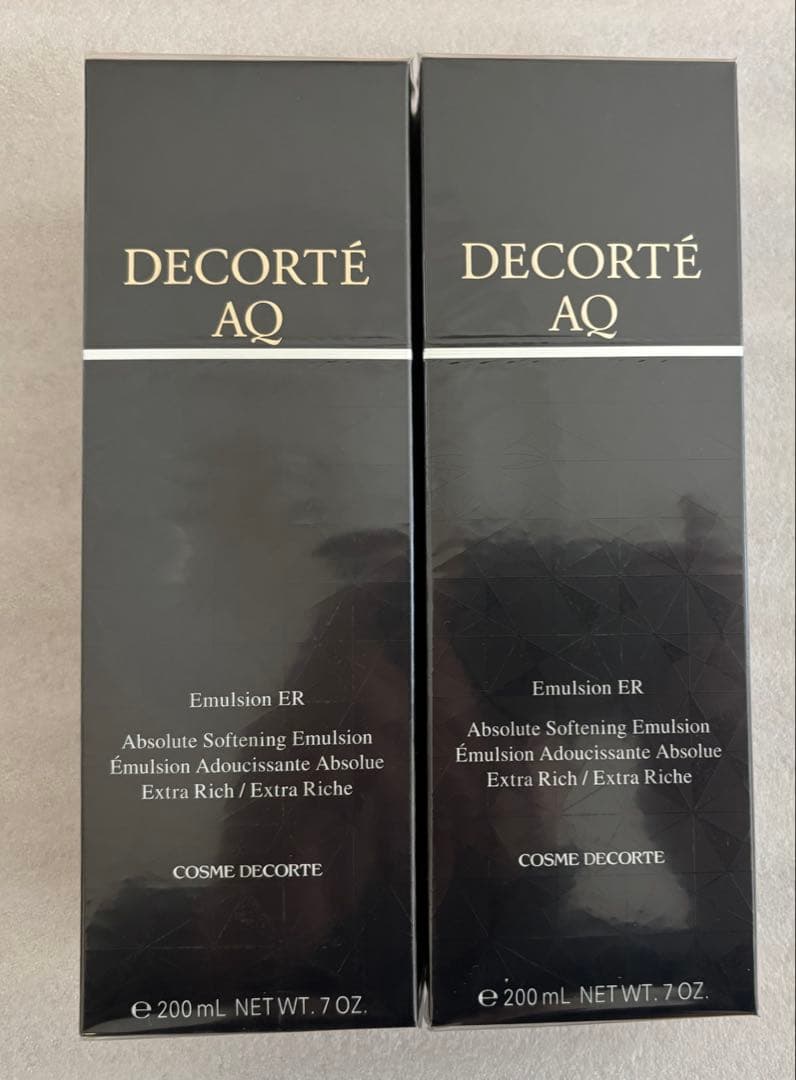 DECORTÉ
AQ
Emulsion ER
Absolute Softening Emulsion
Émulsion Adoucissante Absolue
Extra Rich / Extra Riche
COSME DECORTE
℮ 200 mL NET WT. 7 OZ.
DECORTÉ
AQ
Emulsion ER
Absolute Softening Emulsion
Émulsion Adoucissante Absolue
Extra Rich / Extra Riche
COSME DECORTE
℮ 200 mL NET WT. 7 OZ.